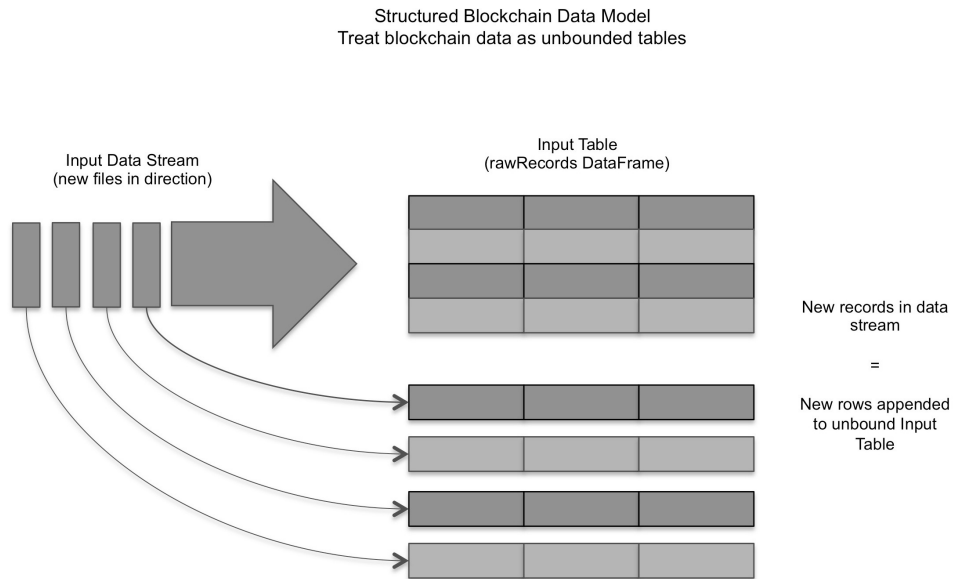 Structured Blockchain Data Model
Treat blockchain data as unbounded tables
Input Data Stream
(new files in direction)
Input Table
(rawRecords DataFrame)
New records in data
stream
=
New rows appended
to unbound Input
Table